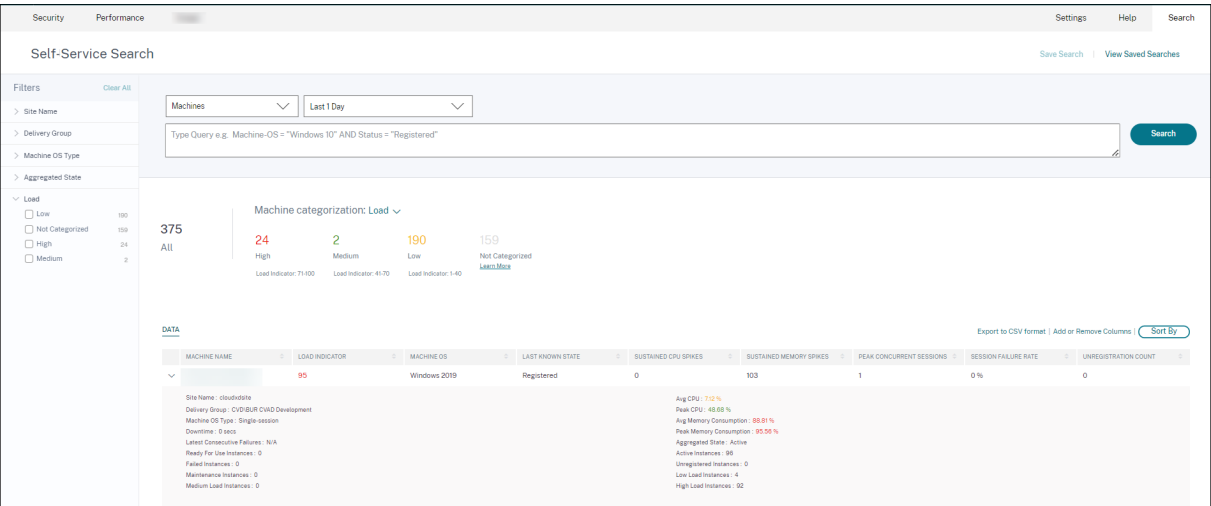 Security Performance Settings Help Search
Self-Service Search Save Search | View Saved Searches
Filters Clear All
Site Name
Delivery Group
Machine OS Type
Aggregated State
Load
Low 190
Not Categorized 159
High 24
Medium 2
Machines Last 1 Day
Type Query e.g. Machine-OS = "Windows 10" AND Status = "Registered"
Search
375
All
Machine categorization: Load
24 2 190 159
High Medium Low Not Categorized
Load Indicator: 71-100 Load Indicator: 41-70 Load Indicator: 1-40 Learn More
DATA Export to CSV format | Add or Remove Columns | Sort By
MACHINE NAME LOAD INDICATOR MACHINE OS LAST KNOWN STATE SUSTAINED CPU SPIKES SUSTAINED MEMORY SPIKES PEAK CONCURRENT SESSIONS SESSION FAILURE RATE UNREGISTRATION COUNT
95 Windows 2019 Registered 0 103 1 0 % 0
Site Name : cloudxdsite
Delivery Group : CVD\BUR CVAD Development
Machine OS Type : Single-session
Downtime : 0 secs
Latest Consecutive Failures : N/A
Ready For Use Instances : 0
Failed Instances : 0
Maintenance Instances : 0
Medium Load Instances : 0
Avg CPU : 7.12 %
Peak CPU : 48.68 %
Avg Memory Consumption : 88.81 %
Peak Memory Consumption : 95.56 %
Aggregated State : Active
Active Instances : 96
Unregistered Instances : 0
Low Load Instances : 4
High Load Instances : 92